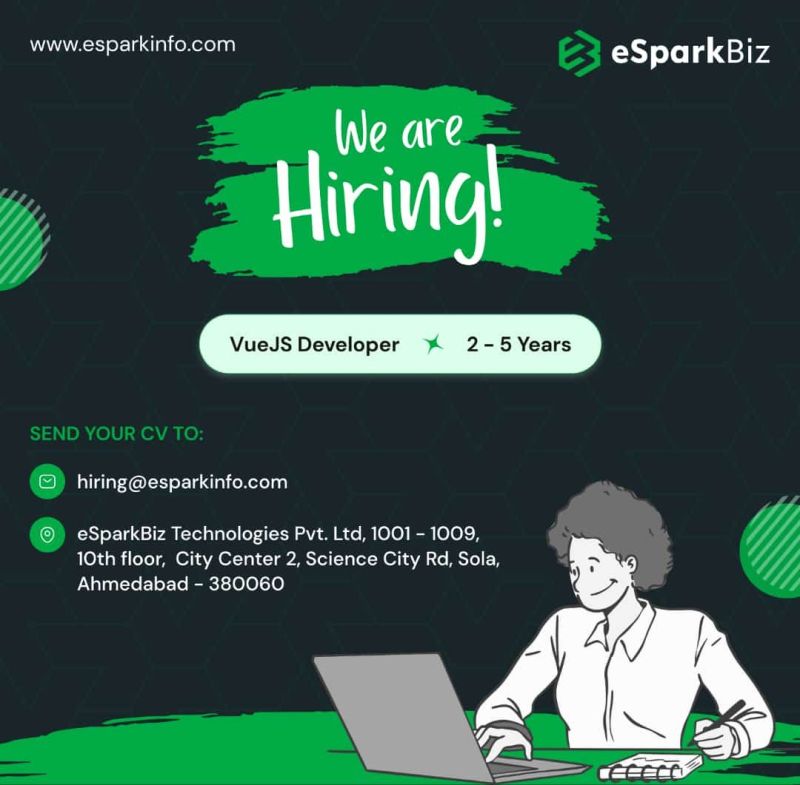 www.esparkinfo.com
eSparkBiz
We are
Hiring!
VueJS Developer 2 - 5 Years
SEND YOUR CV TO:
hiring@esparkinfo.com
eSparkBiz Technologies Pvt. Ltd, 1001 - 1009,
10th floor, City Center 2, Science City Rd, Sola,
Ahmedabad - 380060